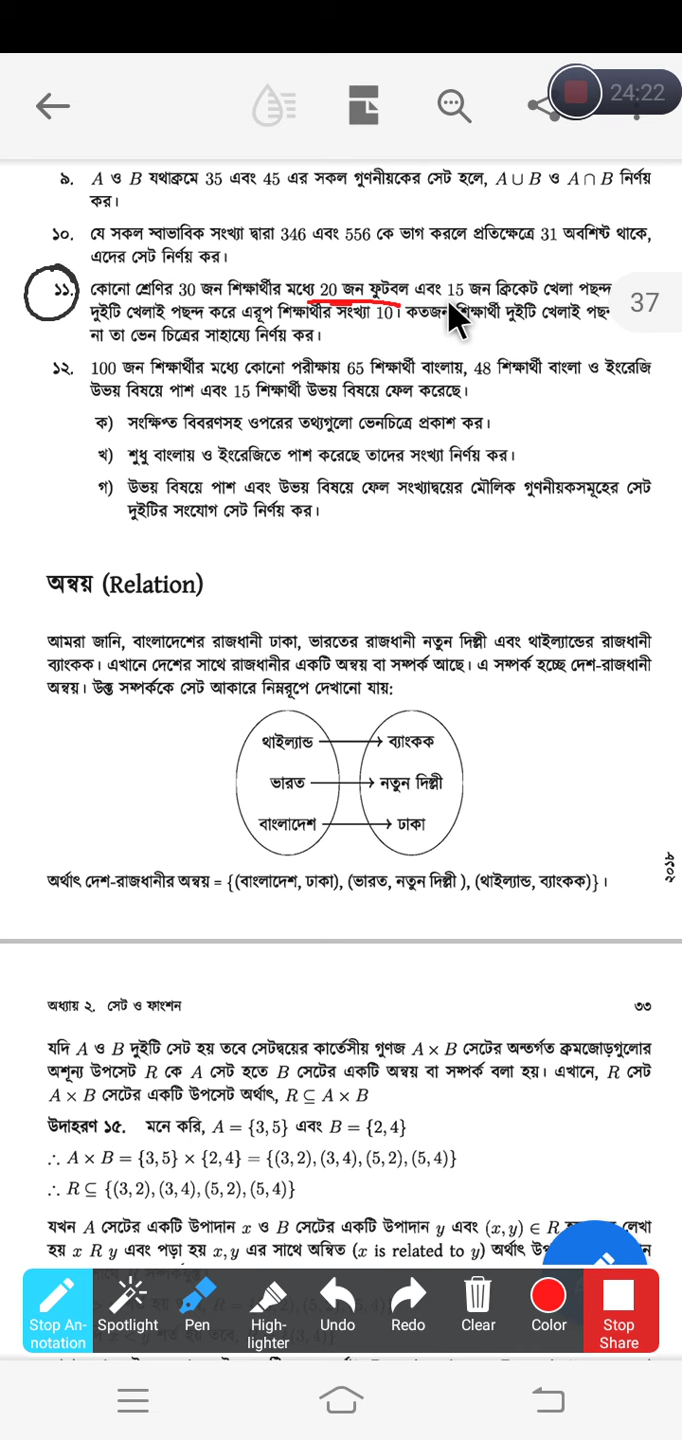 24:22
৯. A ও B যথাক্রমে 35 এবং 45 এর সকল গুণনীয়কের সেট হলে, A ∪ B ও A ∩ B নির্ণয়
কর।
১০. যে সকল স্বাভাবিক সংখ্যা দ্বারা 346 এবং 556 কে ভাগ করলে প্রতিক্ষেত্রে 31 অবশিষ্ট থাকে,
এদের সেট নির্ণয় কর।
১১. কোনো শ্রেণির 30 জন শিক্ষার্থীর মধ্যে 20 জন ফুটবল এবং 15 জন ক্রিকেট খেলা পছন্দ
37
দুইটি খেলাই পছন্দ করে এরূপ শিক্ষার্থীর সংখ্যা 10। কতজন শিক্ষার্থী দুইটি খেলাই
না তা ভেন চিত্রের সাহায্যে নির্ণয় কর।
১২. 100 জন শিক্ষার্থীর মধ্যে কোনো পরীক্ষায় 65 শিক্ষার্থী বাংলায়, 48 শিক্ষার্থী বাংলা ও ইংরেজি
উভয় বিষয়ে পাশ এবং 15 শিক্ষার্থী উভয় বিষয়ে ফেল করেছে।
ক) সংক্ষিপ্ত বিবরণসহ ওপরের তথ্যগুলো ভেনচিত্রে প্রকাশ কর।
খ) শুধু বাংলায় ও ইংরেজিতে পাশ করেছে তাদের সংখ্যা নির্ণয় কর।
গ) উভয় বিষয়ে পাশ এবং উভয় বিষয়ে ফেল সংখ্যাদ্বয়ের মৌলিক গুণনীয়কসমূহের সেট
দুইটির সংযোগ সেট নির্ণয় কর।
অন্বয় (Relation)
আমরা জানি, বাংলাদেশের রাজধানী ঢাকা, ভারতের রাজধানী নতুন দিল্লী এবং থাইল্যান্ডের রাজধানী
ব্যাংকক। এখানে দেশের সাথে রাজধানীর একটি অন্বয় বা সম্পর্ক আছে। এ সম্পর্ক হচ্ছে দেশ-রাজধানী
অন্বয়। উক্ত সম্পর্ককে সেট আকারে নিম্নরূপে দেখানো যায়:
থাইল্যান্ড ব্যাংকক
ভারত নতুন দিল্লী
বাংলাদেশ ঢাকা
২০১৮
অর্থাৎ দেশ-রাজধানীর অন্বয় = {(বাংলাদেশ, ঢাকা), (ভারত, নতুন দিল্লী ), (থাইল্যান্ড, ব্যাংকক)} ।
অধ্যায় ২. সেট ও ফাংশন ৩৩
যদি A ও B দুইটি সেট হয় তবে সেটদ্বয়ের কার্তেসীয় গুণজ A × B সেটের অন্তর্গত ক্রমজোড়গুলোর
অশূন্য উপসেট R কে A সেট হতে B সেটের একটি অন্বয় বা সম্পর্ক বলা হয়। এখানে, R সেট
A × B সেটের একটি উপসেট অর্থাৎ, R ⊆ A × B
উদাহরণ ১৫. মনে করি, A = {3, 5} এবং B = {2, 4}
∴ A × B = {3, 5} × {2, 4} = {(3, 2), (3, 4), (5, 2), (5, 4)}
∴ R ⊆ {(3, 2), (3, 4), (5, 2), (5, 4)}
যখন A সেটের একটি উপাদান x ও B সেটের একটি উপাদান y এবং (x, y) ∈ R লেখা
হয় x R y এবং পড়া হয় x, y এর সাথে অন্বিত (x is related to y) অর্থাৎ
Stop An-
notation
Spotlight
Pen
High-
lighter
Undo
Redo
Clear
Color
Stop
Share